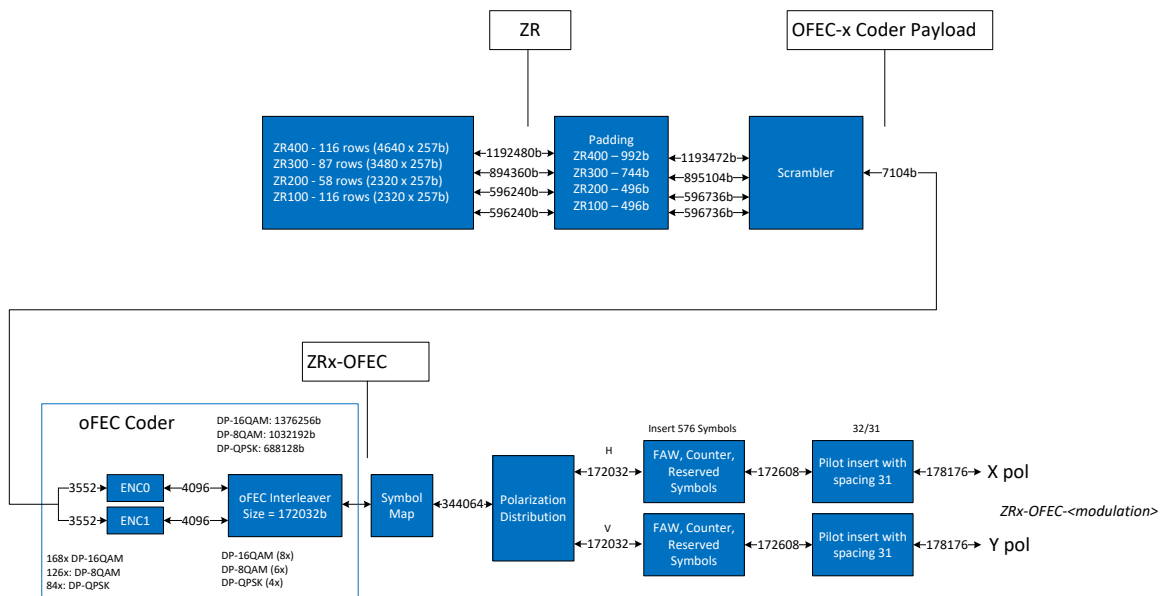 ZR
OFEC-x Coder Payload
ZR400 - 116 rows (4640 x 257b)
ZR300 - 87 rows (3480 x 257b)
ZR200 - 58 rows (2320 x 257b)
ZR100 - 116 rows (2320 x 257b)
1192480b
894360b
596240b
596240b
Padding
ZR400 – 992b
ZR300 – 744b
ZR200 – 496b
ZR100 – 496b
1193472b
895104b
596736b
596736b
Scrambler
7104b
ZRx-OFEC
oFEC Coder
DP-16QAM: 1376256b
DP-8QAM: 1032192b
DP-QPSK: 688128b
3552
ENC0
4096
3552
ENC1
4096
oFEC Interleaver
Size = 172032b
168x DP-16QAM
126x: DP-8QAM
84x: DP-QPSK
DP-16QAM (8x)
DP-8QAM (6x)
DP-QPSK (4x)
Symbol
Map
344064
Polarization
Distribution
H
172032
V
172032
Insert 576 Symbols
FAW, Counter,
Reserved
Symbols
172608
FAW, Counter,
Reserved
Symbols
172608
32/31
Pilot insert with
spacing 31
178176
X pol
ZRx-OFEC-<modulation>
Pilot insert with
spacing 31
178176
Y pol